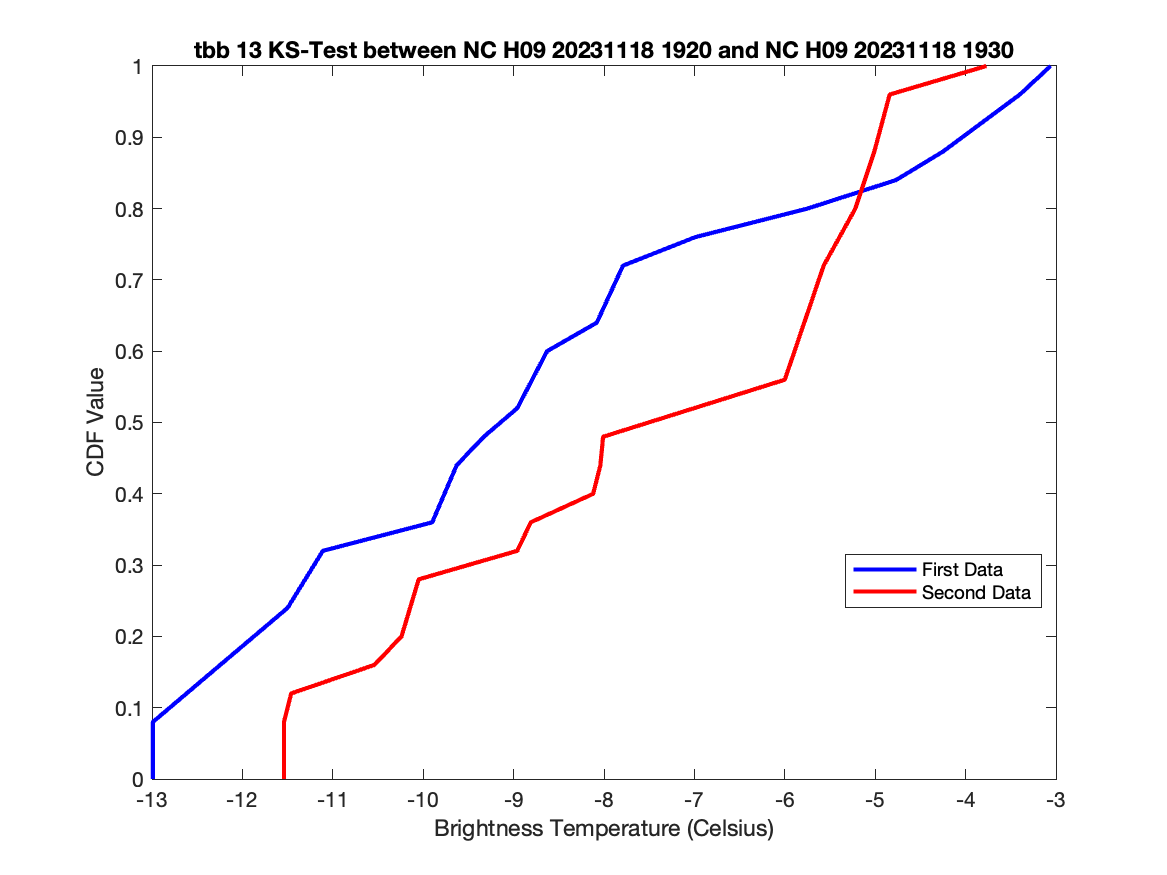 tbb 13 KS-Test between NC H09 20231118 1920 and NC H09 20231118 1930
1
0.9
0.8
0.7
0.6
0.5
0.4
0.3
0.2
0.1
0
CDF Value
First Data
Second Data
-13 -12 -11 -10 -9 -8 -7 -6 -5 -4 -3
Brightness Temperature (Celsius)